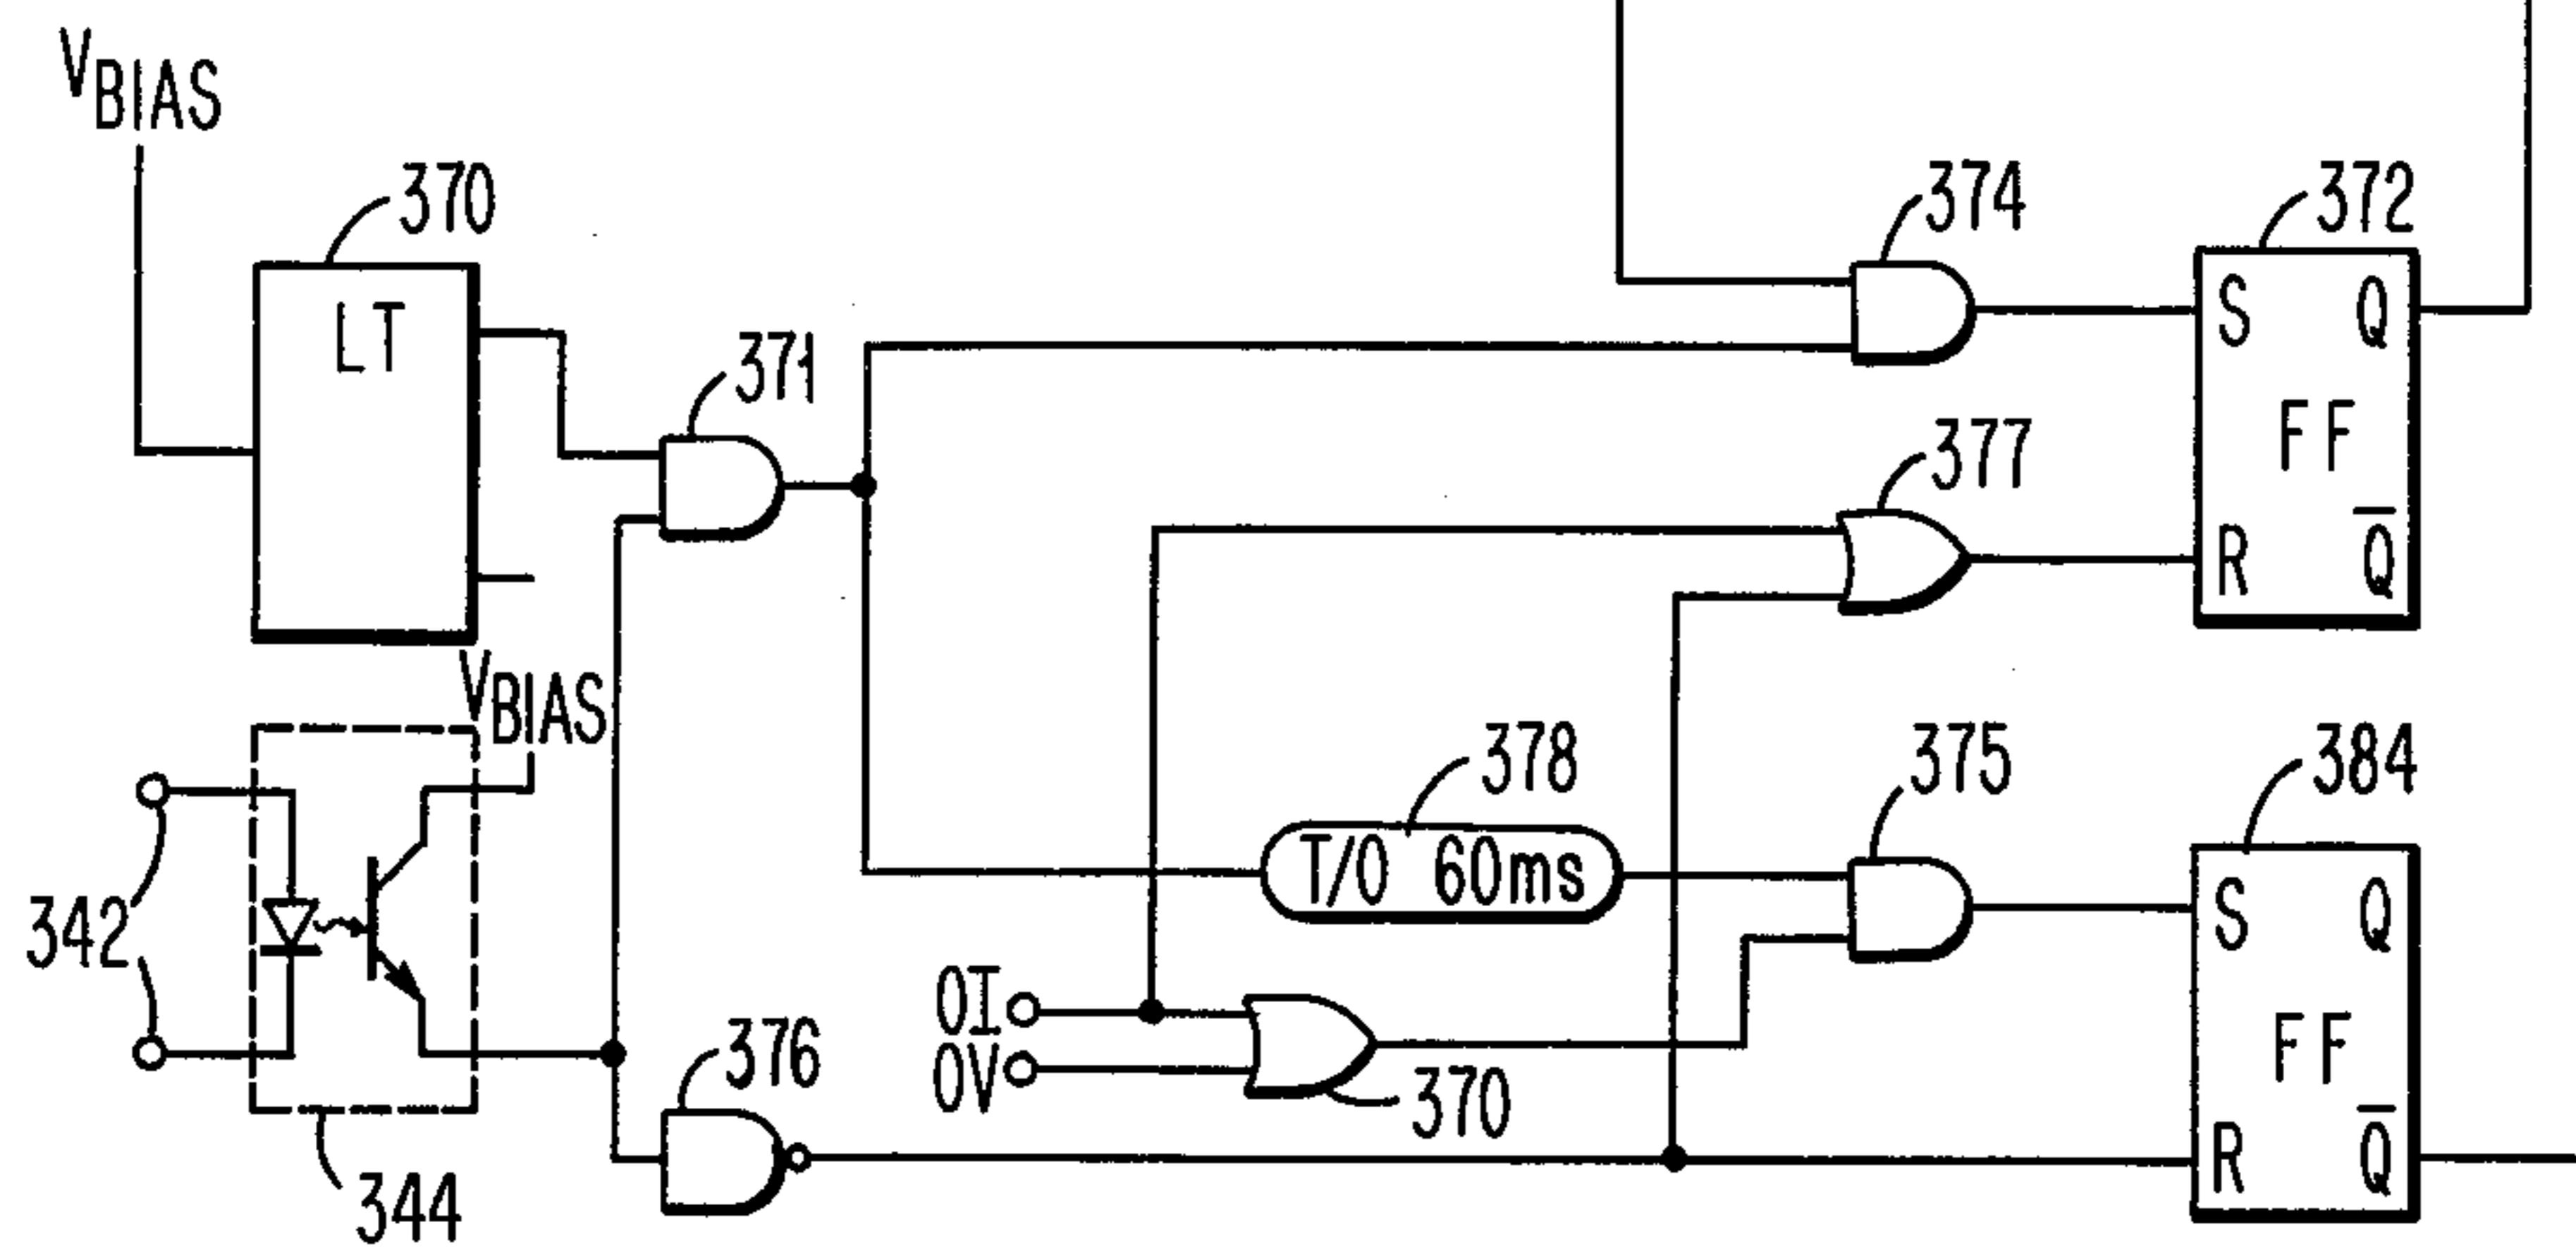 VBIAS
370
LT
371
374
372
S Q
FF
R Q̅
377
VBIAS
342
344
376
378
T/O 60ms
375
384
OI
OV
370
S Q
FF
R Q̅